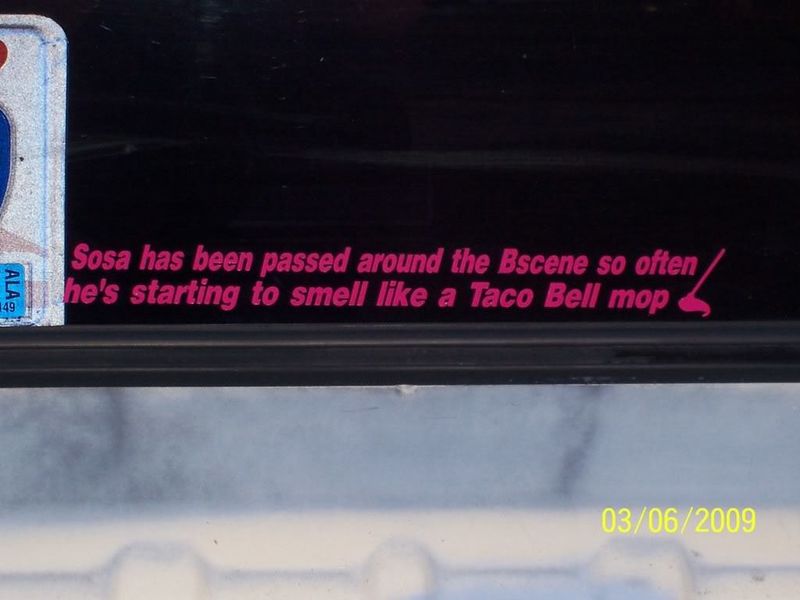 Sosa has been passed around the Bscene so often
he's starting to smell like a Taco Bell mop
ALA
149
03/06/2009